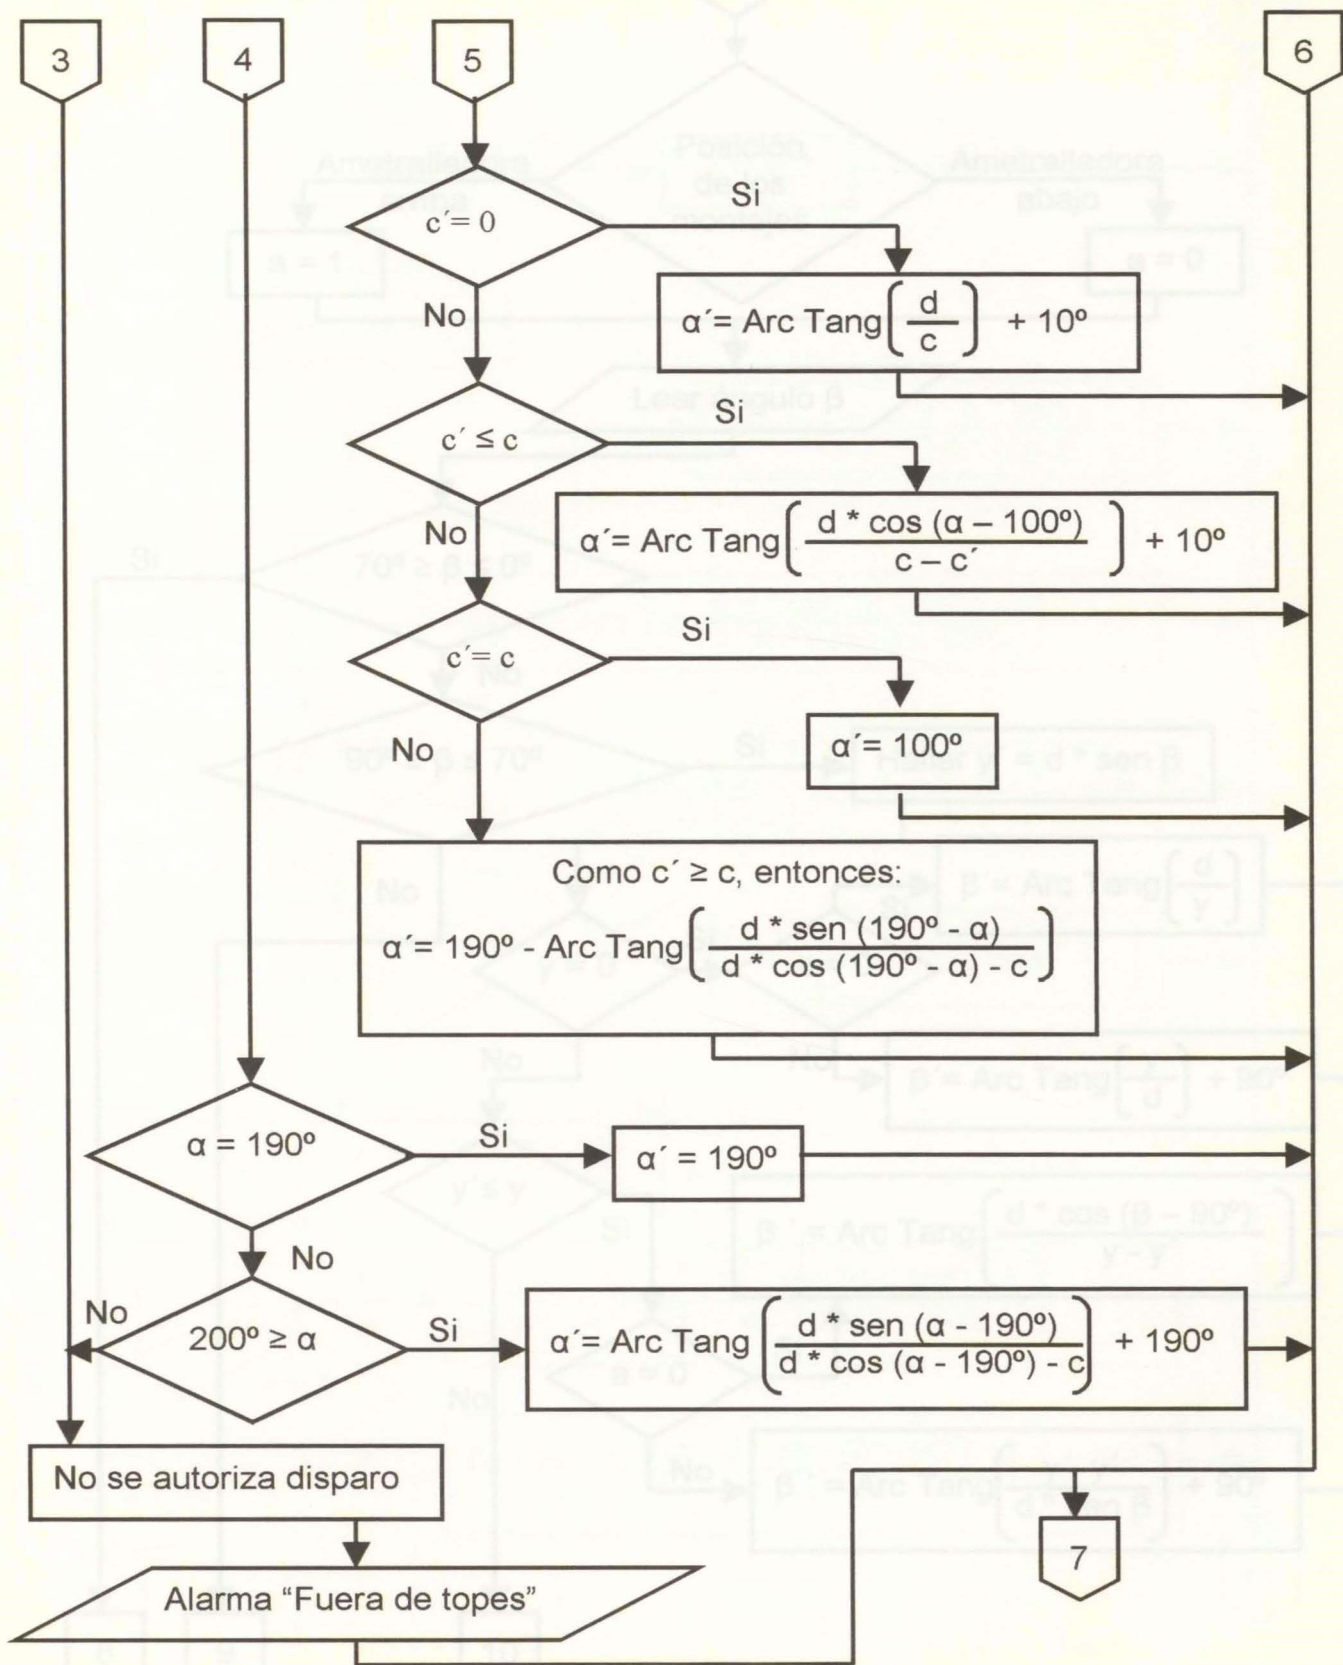 3
4
5
6
c´= 0
Si
No
α´= Arc Tang ( d / c ) + 10º
c´ ≤ c
Si
No
α´= Arc Tang ( d * cos (α – 100º) / c – c´ ) + 10º
c´= c
Si
No
α´= 100º
Como c´ ≥ c, entonces:
α´= 190º - Arc Tang ( d * sen (190º - α) / d * cos (190º - α) - c )
α = 190º
Si
α´ = 190º
No
200º ≥ α
No
Si
α´= Arc Tang ( d * sen (α - 190º) / d * cos (α - 190º) - c ) + 190º
No se autoriza disparo
Alarma “Fuera de topes”
7